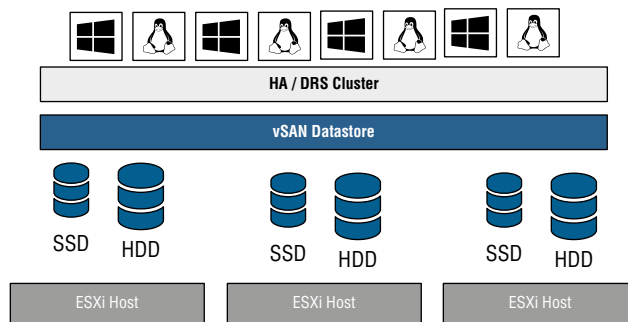 HA / DRS Cluster
vSAN Datastore
SSD HDD SSD HDD SSD HDD
ESXi Host ESXi Host ESXi Host